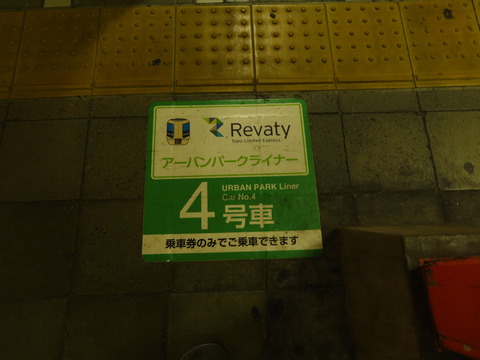 Revaty
Tobu Limited Express
アーバンパークライナー
4号車
URBAN PARK Liner
Car No.4
乗車券のみでご乗車できます